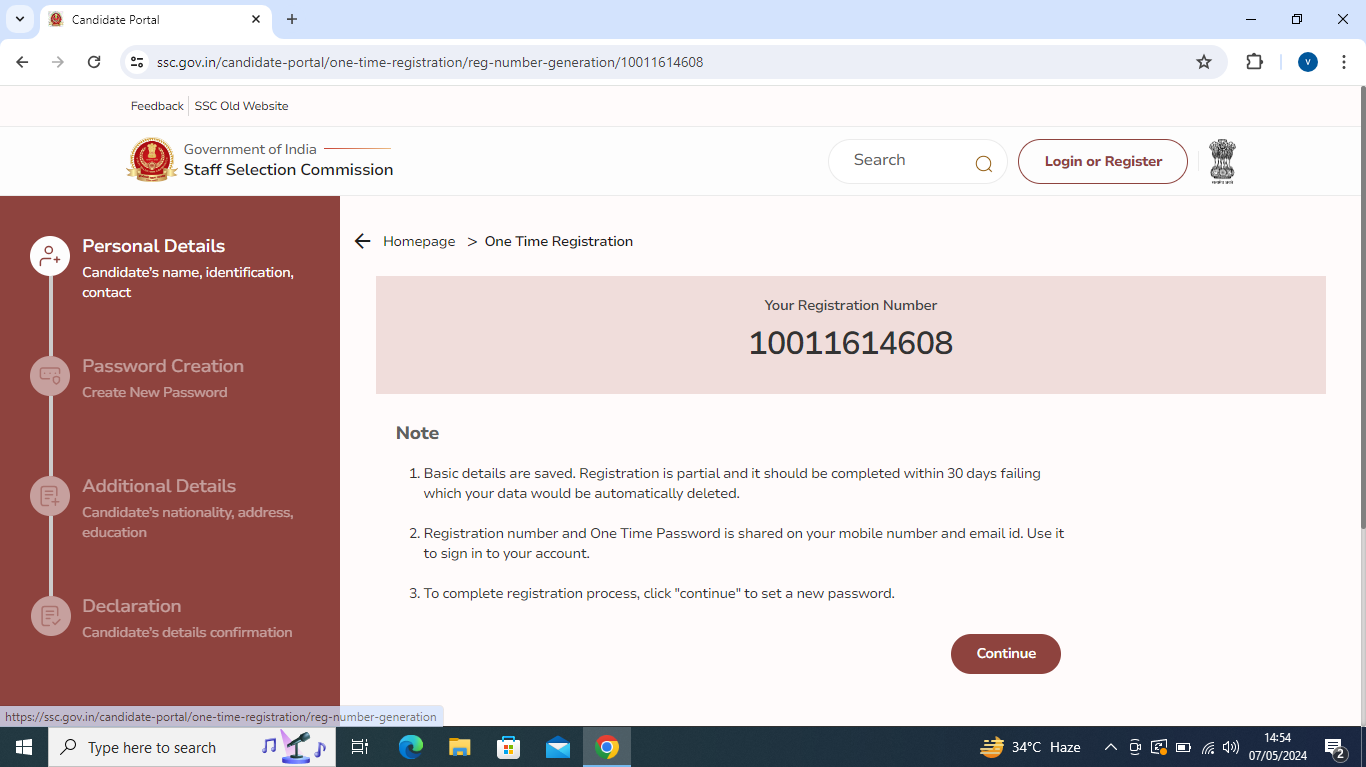 Candidate Portal
ssc.gov.in/candidate-portal/one-time-registration/reg-number-generation/10011614608
V
Feedback
SSC Old Website
Government of India
Staff Selection Commission
Search
Login or Register
Personal Details
Candidate's name, identification,
contact
Password Creation
Create New Password
Additional Details
Candidate's nationality, address,
education
Declaration
Candidate's details confirmation
Homepage > One Time Registration
Your Registration Number
10011614608
Note
1. Basic details are saved. Registration is partial and it should be completed within 30 days failing
which your data would be automatically deleted.
2. Registration number and One Time Password is shared on your mobile number and email id. Use it
to sign in to your account.
3. To complete registration process, click "continue" to set a new password.
Continue
https://ssc.gov.in/candidate-portal/one-time-registration/reg-number-generation
Type here to search
34°C Haze
14:54
07/05/2024
2